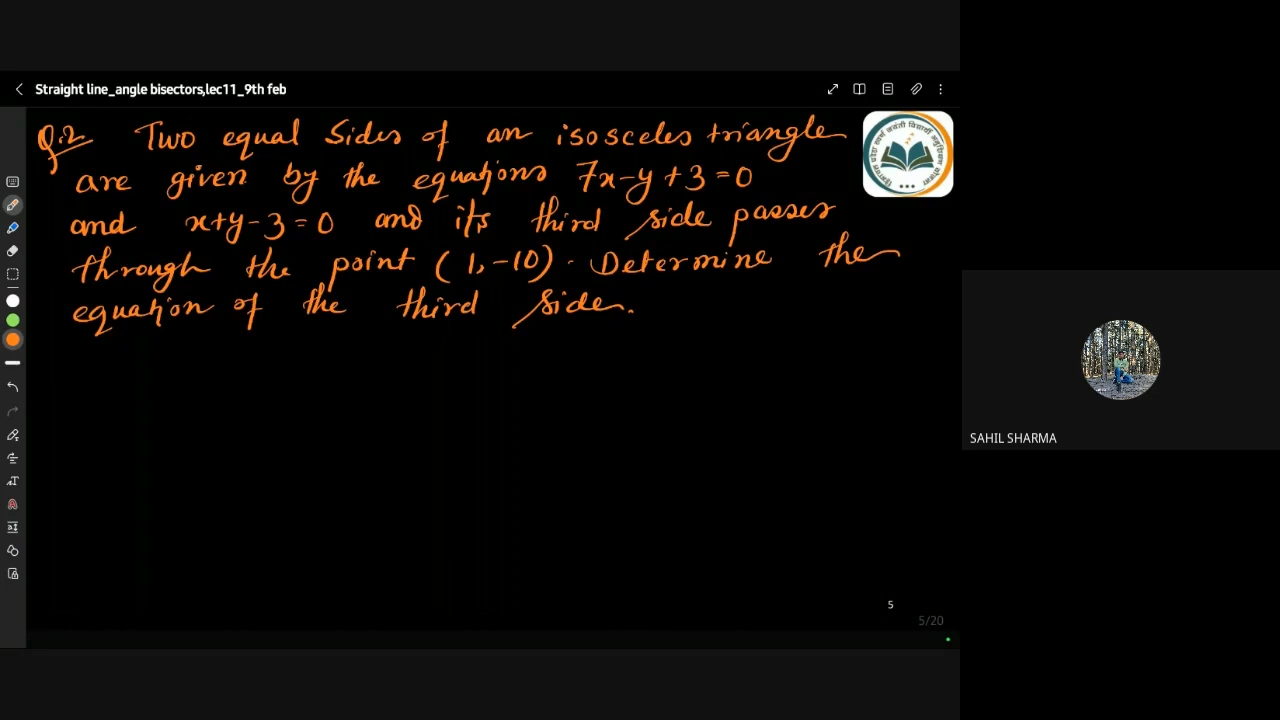 Straight line_angle bisectors,lec11_9th feb
Q.2 Two equal Sides of an isosceles triangle
are given by the equations 7x-y+3=0
and x+y-3=0 and its third side passes
through the point (1,-10). Determine the
equation of the third side.
SAHIL SHARMA
5
5/20